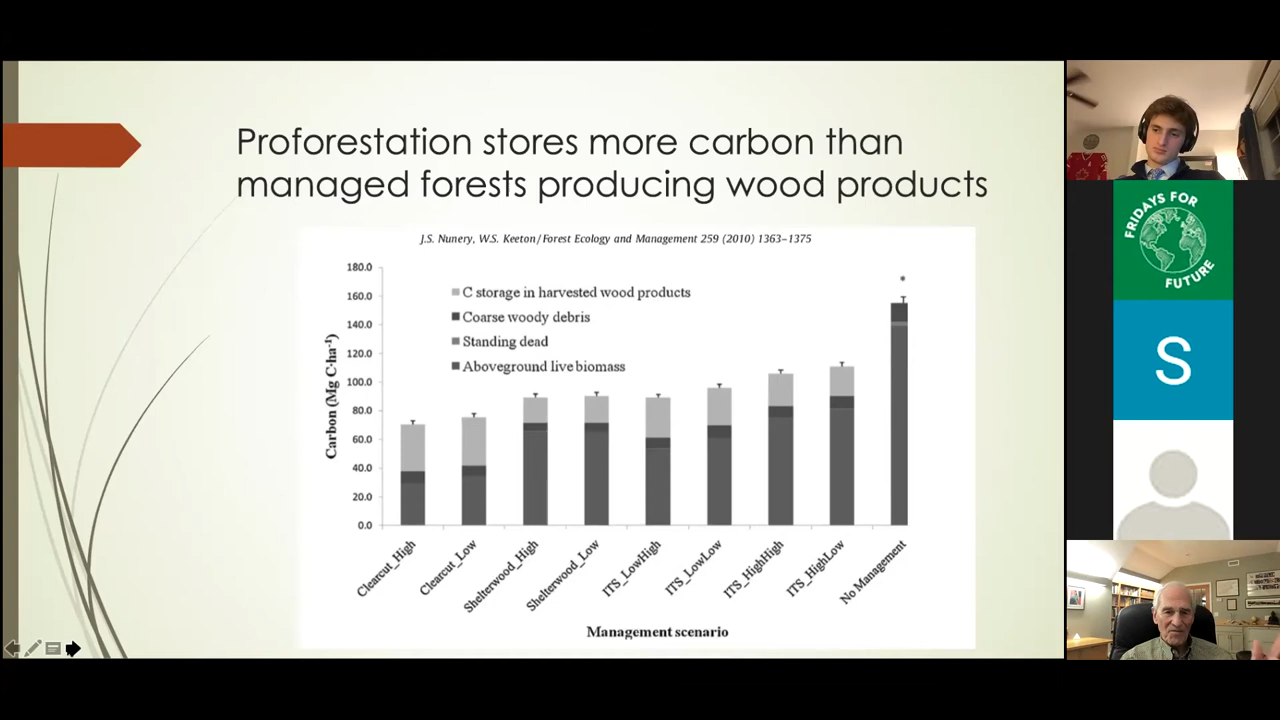 Proforestation stores more carbon than
managed forests producing wood products
J.S. Nunery, W.S. Keeton / Forest Ecology and Management 259 (2010) 1363–1375
180.0
160.0
140.0
120.0
100.0
80.0
60.0
40.0
20.0
0.0
Carbon (Mg C·ha⁻¹)
C storage in harvested wood products
Coarse woody debris
Standing dead
Aboveground live biomass
*
Clearcut_High
Clearcut_Low
Shelterwood_High
Shelterwood_Low
ITS_LowHigh
ITS_LowLow
ITS_HighHigh
ITS_HighLow
No Management
Management scenario
FRIDAYS FOR
FUTURE
S